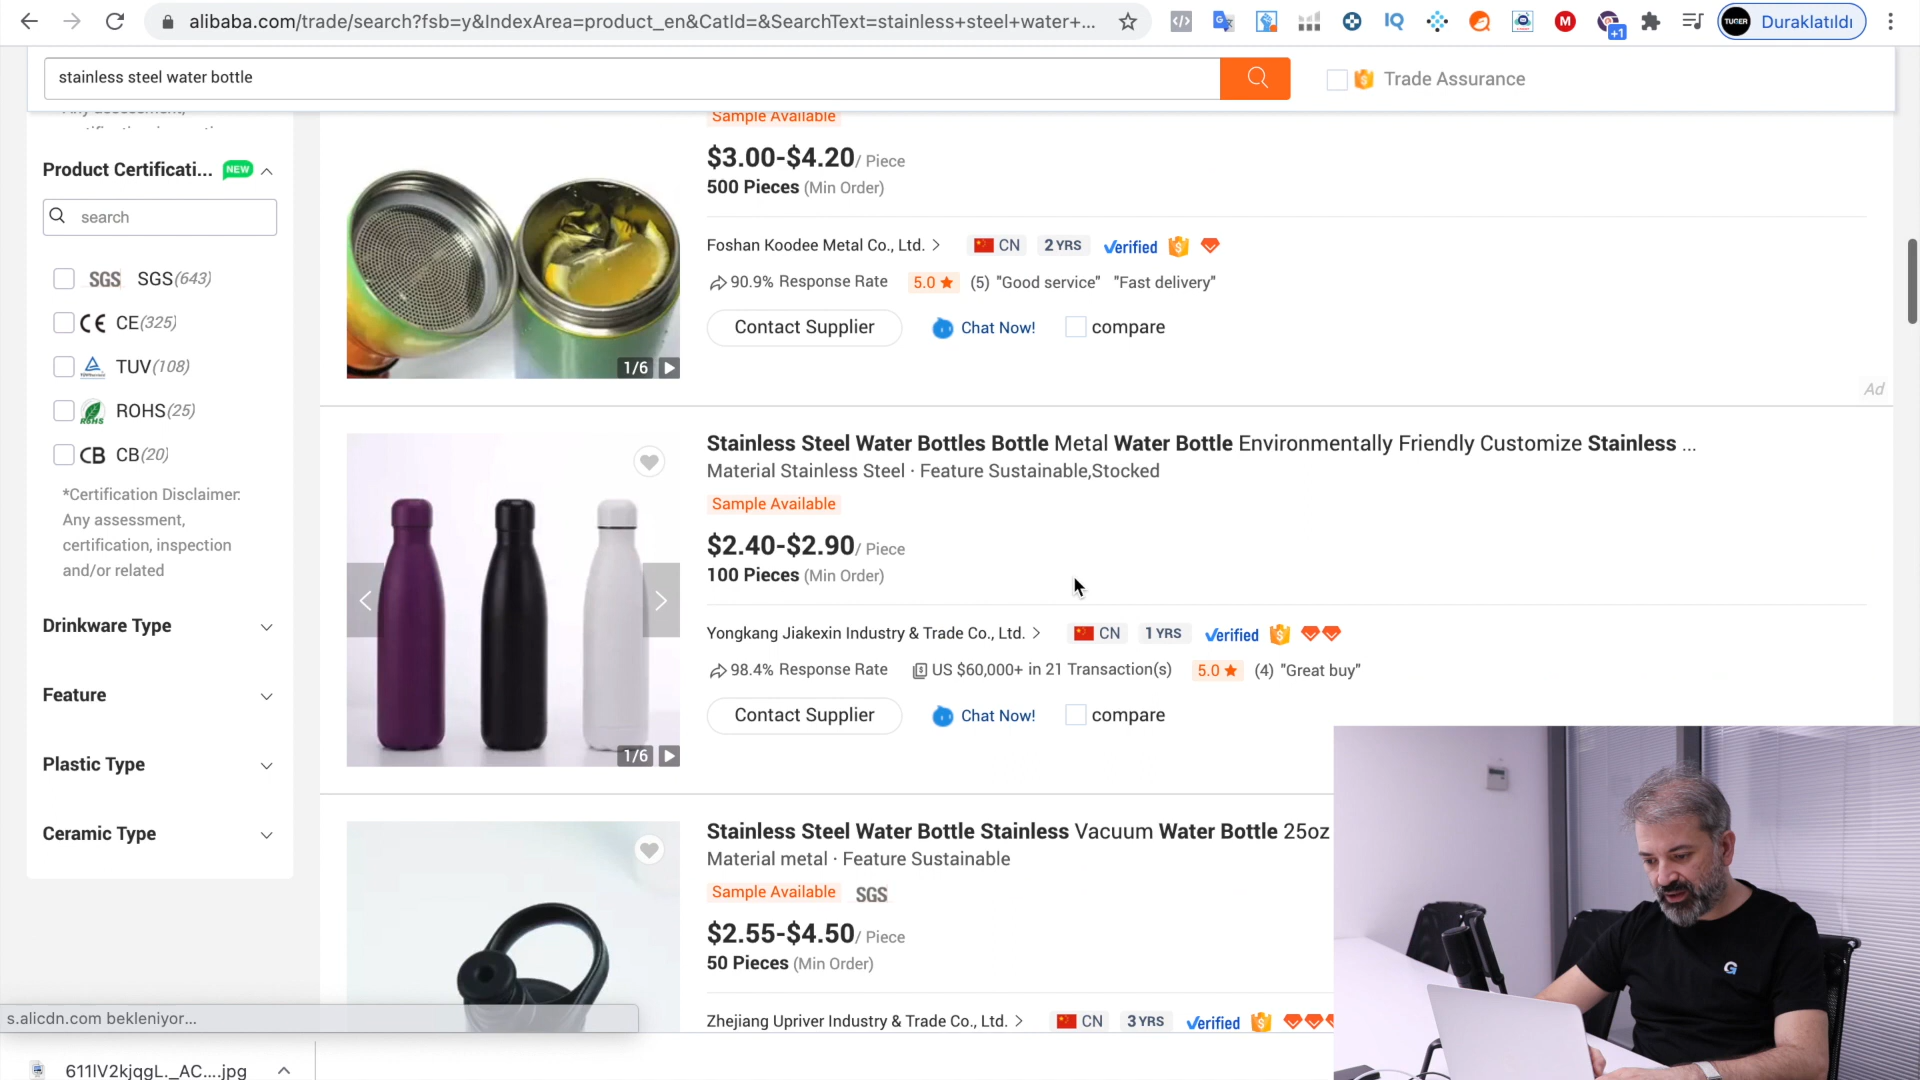 alibaba.com/trade/search?fsb=y&IndexArea=product_en&CatId=&SearchText=stainless+steel+water+...
IQ
M
+1
TUNER
Duraklatıldı
stainless steel water bottle
Trade Assurance
Product Certificati...
NEW
search
SGS SGS(643)
CE CE(325)
TUV(108)
ROHS ROHS(25)
CB CB(20)
*Certification Disclaimer:
Any assessment,
certification, inspection
and/or related
Drinkware Type
Feature
Plastic Type
Ceramic Type
Sample Available
$3.00-$4.20/ Piece
500 Pieces (Min Order)
Foshan Koodee Metal Co., Ltd. > CN 2 YRS Verified
90.9% Response Rate 5.0 (5) "Good service" "Fast delivery"
Contact Supplier Chat Now! compare
1/6
Ad
Stainless Steel Water Bottles Bottle Metal Water Bottle Environmentally Friendly Customize Stainless ...
Material Stainless Steel · Feature Sustainable,Stocked
Sample Available
$2.40-$2.90/ Piece
100 Pieces (Min Order)
Yongkang Jiakexin Industry & Trade Co., Ltd. > CN 1 YRS Verified
98.4% Response Rate US $60,000+ in 21 Transaction(s) 5.0 (4) "Great buy"
Contact Supplier Chat Now! compare
1/6
Stainless Steel Water Bottle Stainless Vacuum Water Bottle 25oz
Material metal · Feature Sustainable
Sample Available SGS
$2.55-$4.50/ Piece
50 Pieces (Min Order)
Zhejiang Upriver Industry & Trade Co., Ltd. > CN 3 YRS Verified
s.alicdn.com bekleniyor...
611lV2kjqgL._AC....jpg
G